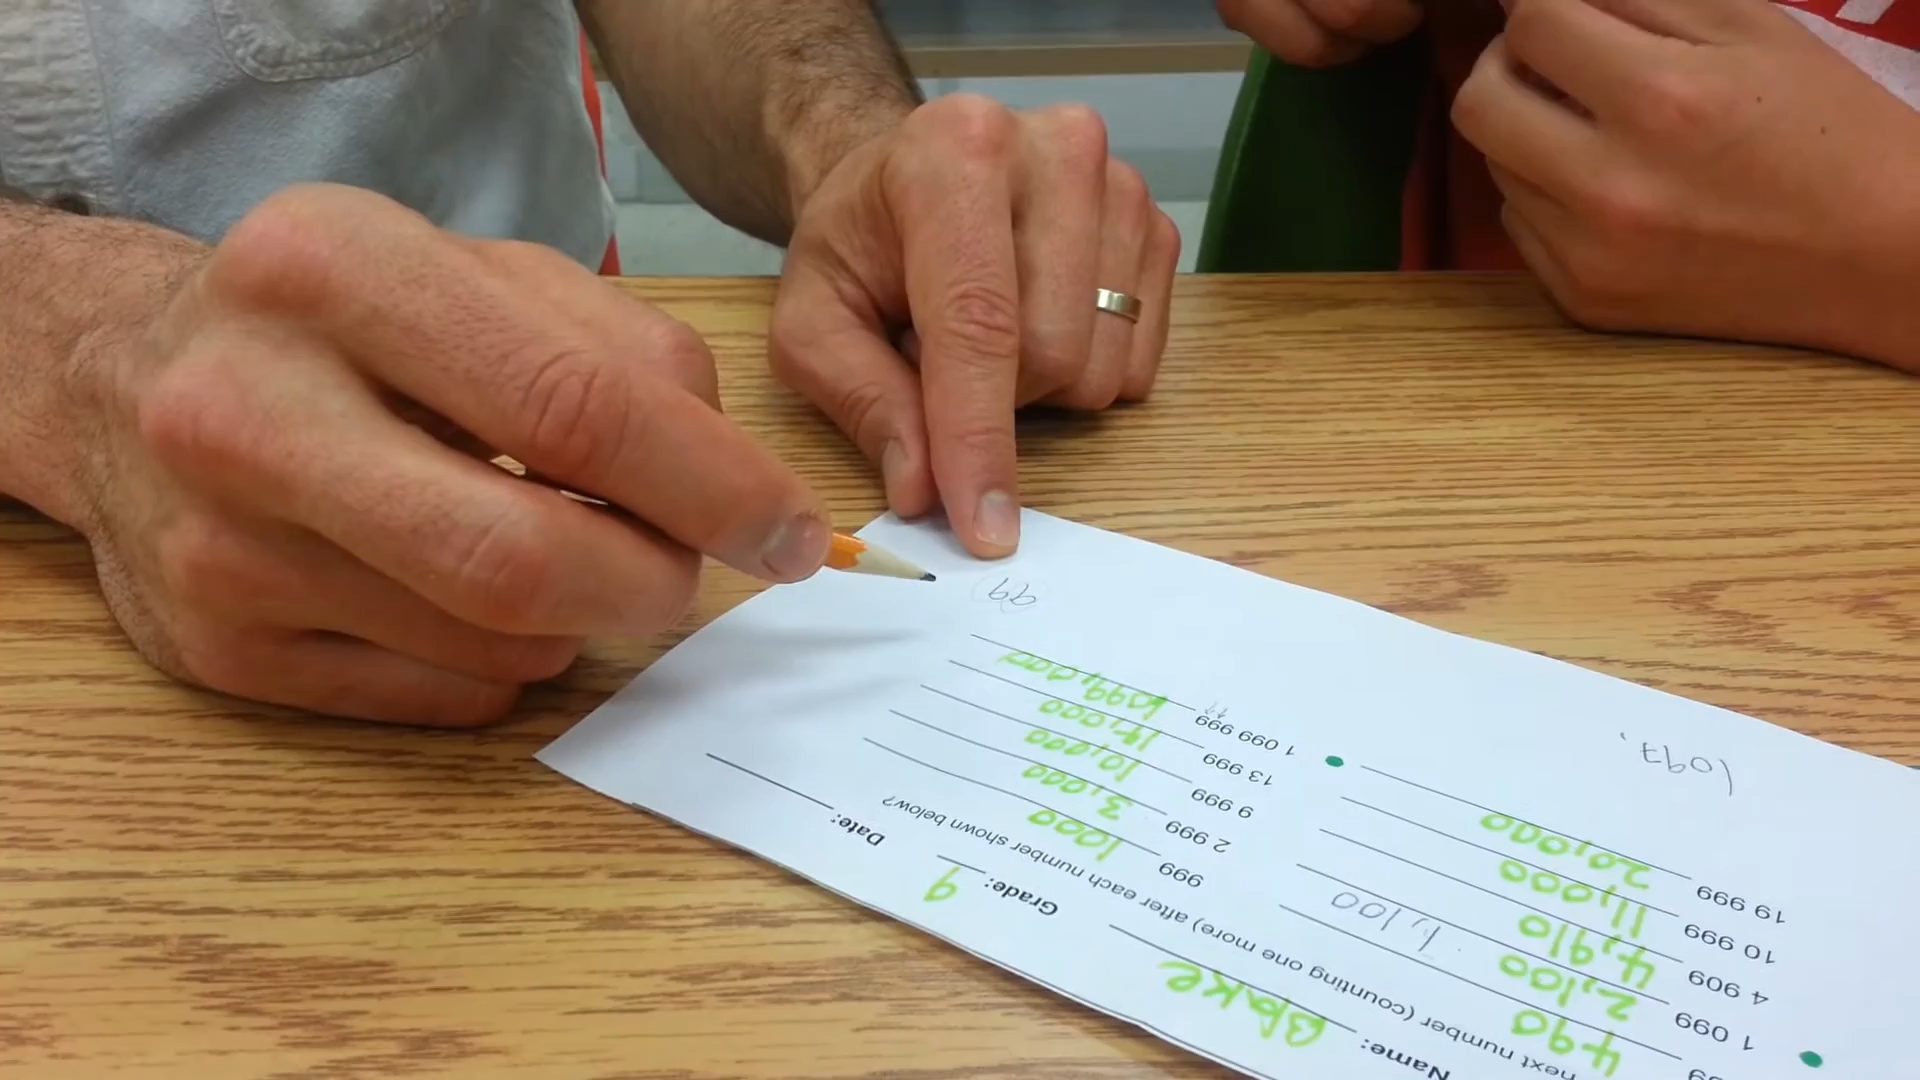 Name: Blake Grade: 9 Date:
next number (counting one more) after each number shown below?
490
999 1000
1 099 2,100 1,100
2 999 3,000
4 909 4,910
9 999 10,000
10 999 11,000
13 999 14,000
19 999 20,000
1 099 999 1099,000
1097,
99